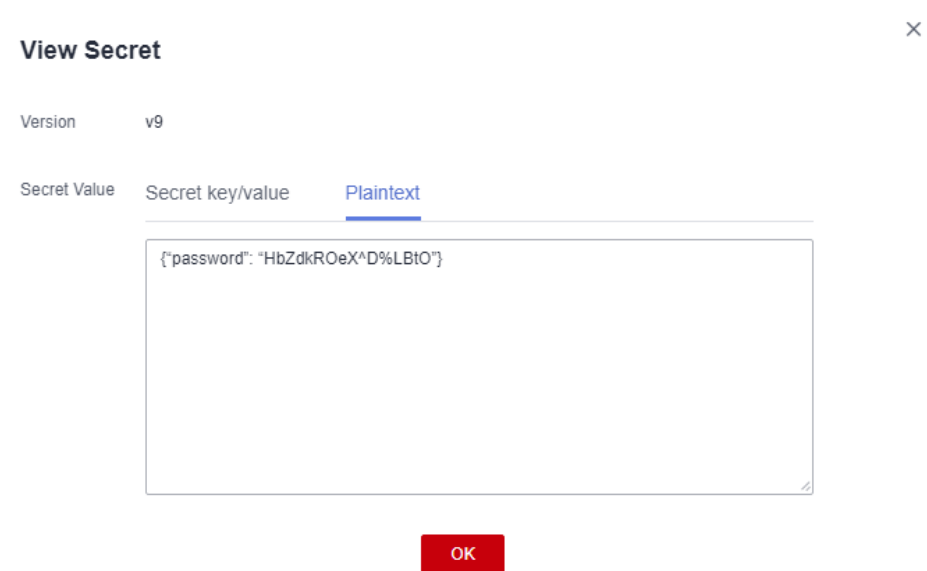 View Secret
Version v9
Secret Value Secret key/value Plaintext
{“password”: “HbZdkROeX^D%LBtO”}
OK